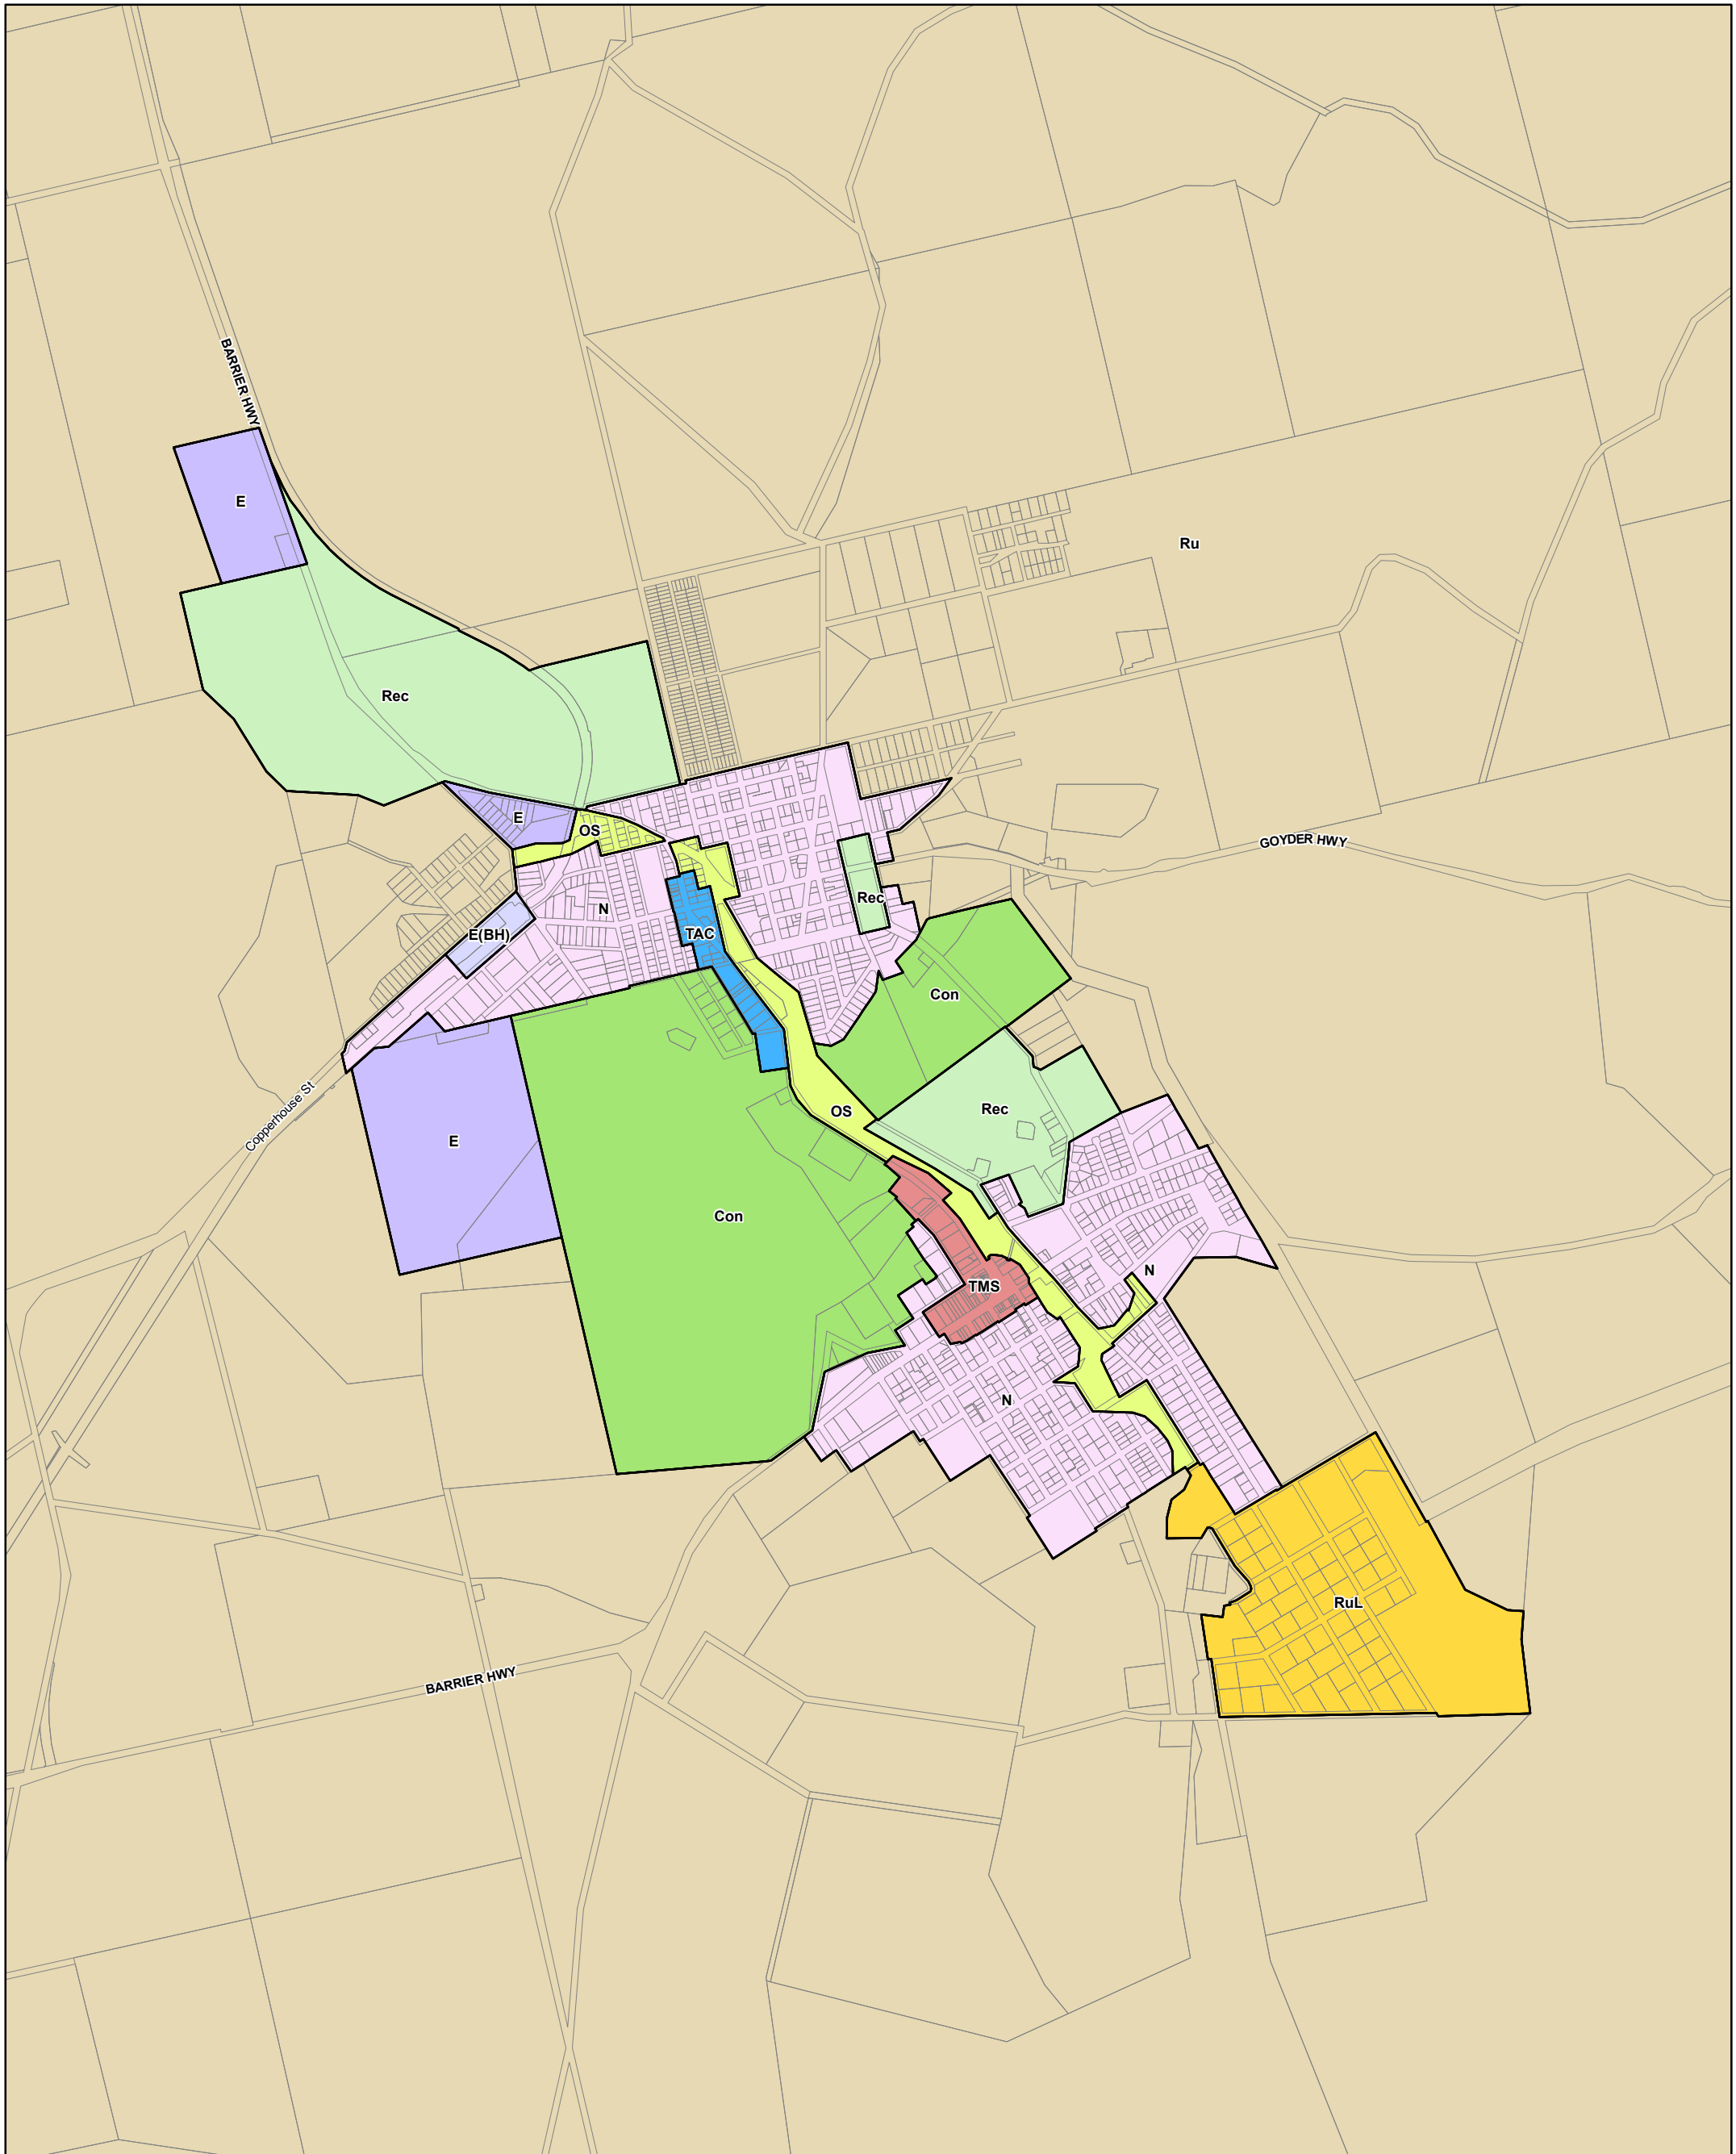 BARRIER HWY
E
Ru
Rec
E
OS
GOYDER HWY
Rec
N
E(BH)
TAC
Con
OS
Rec
Copperhouse St
E
Con
N
TMS
N
RuL
BARRIER HWY